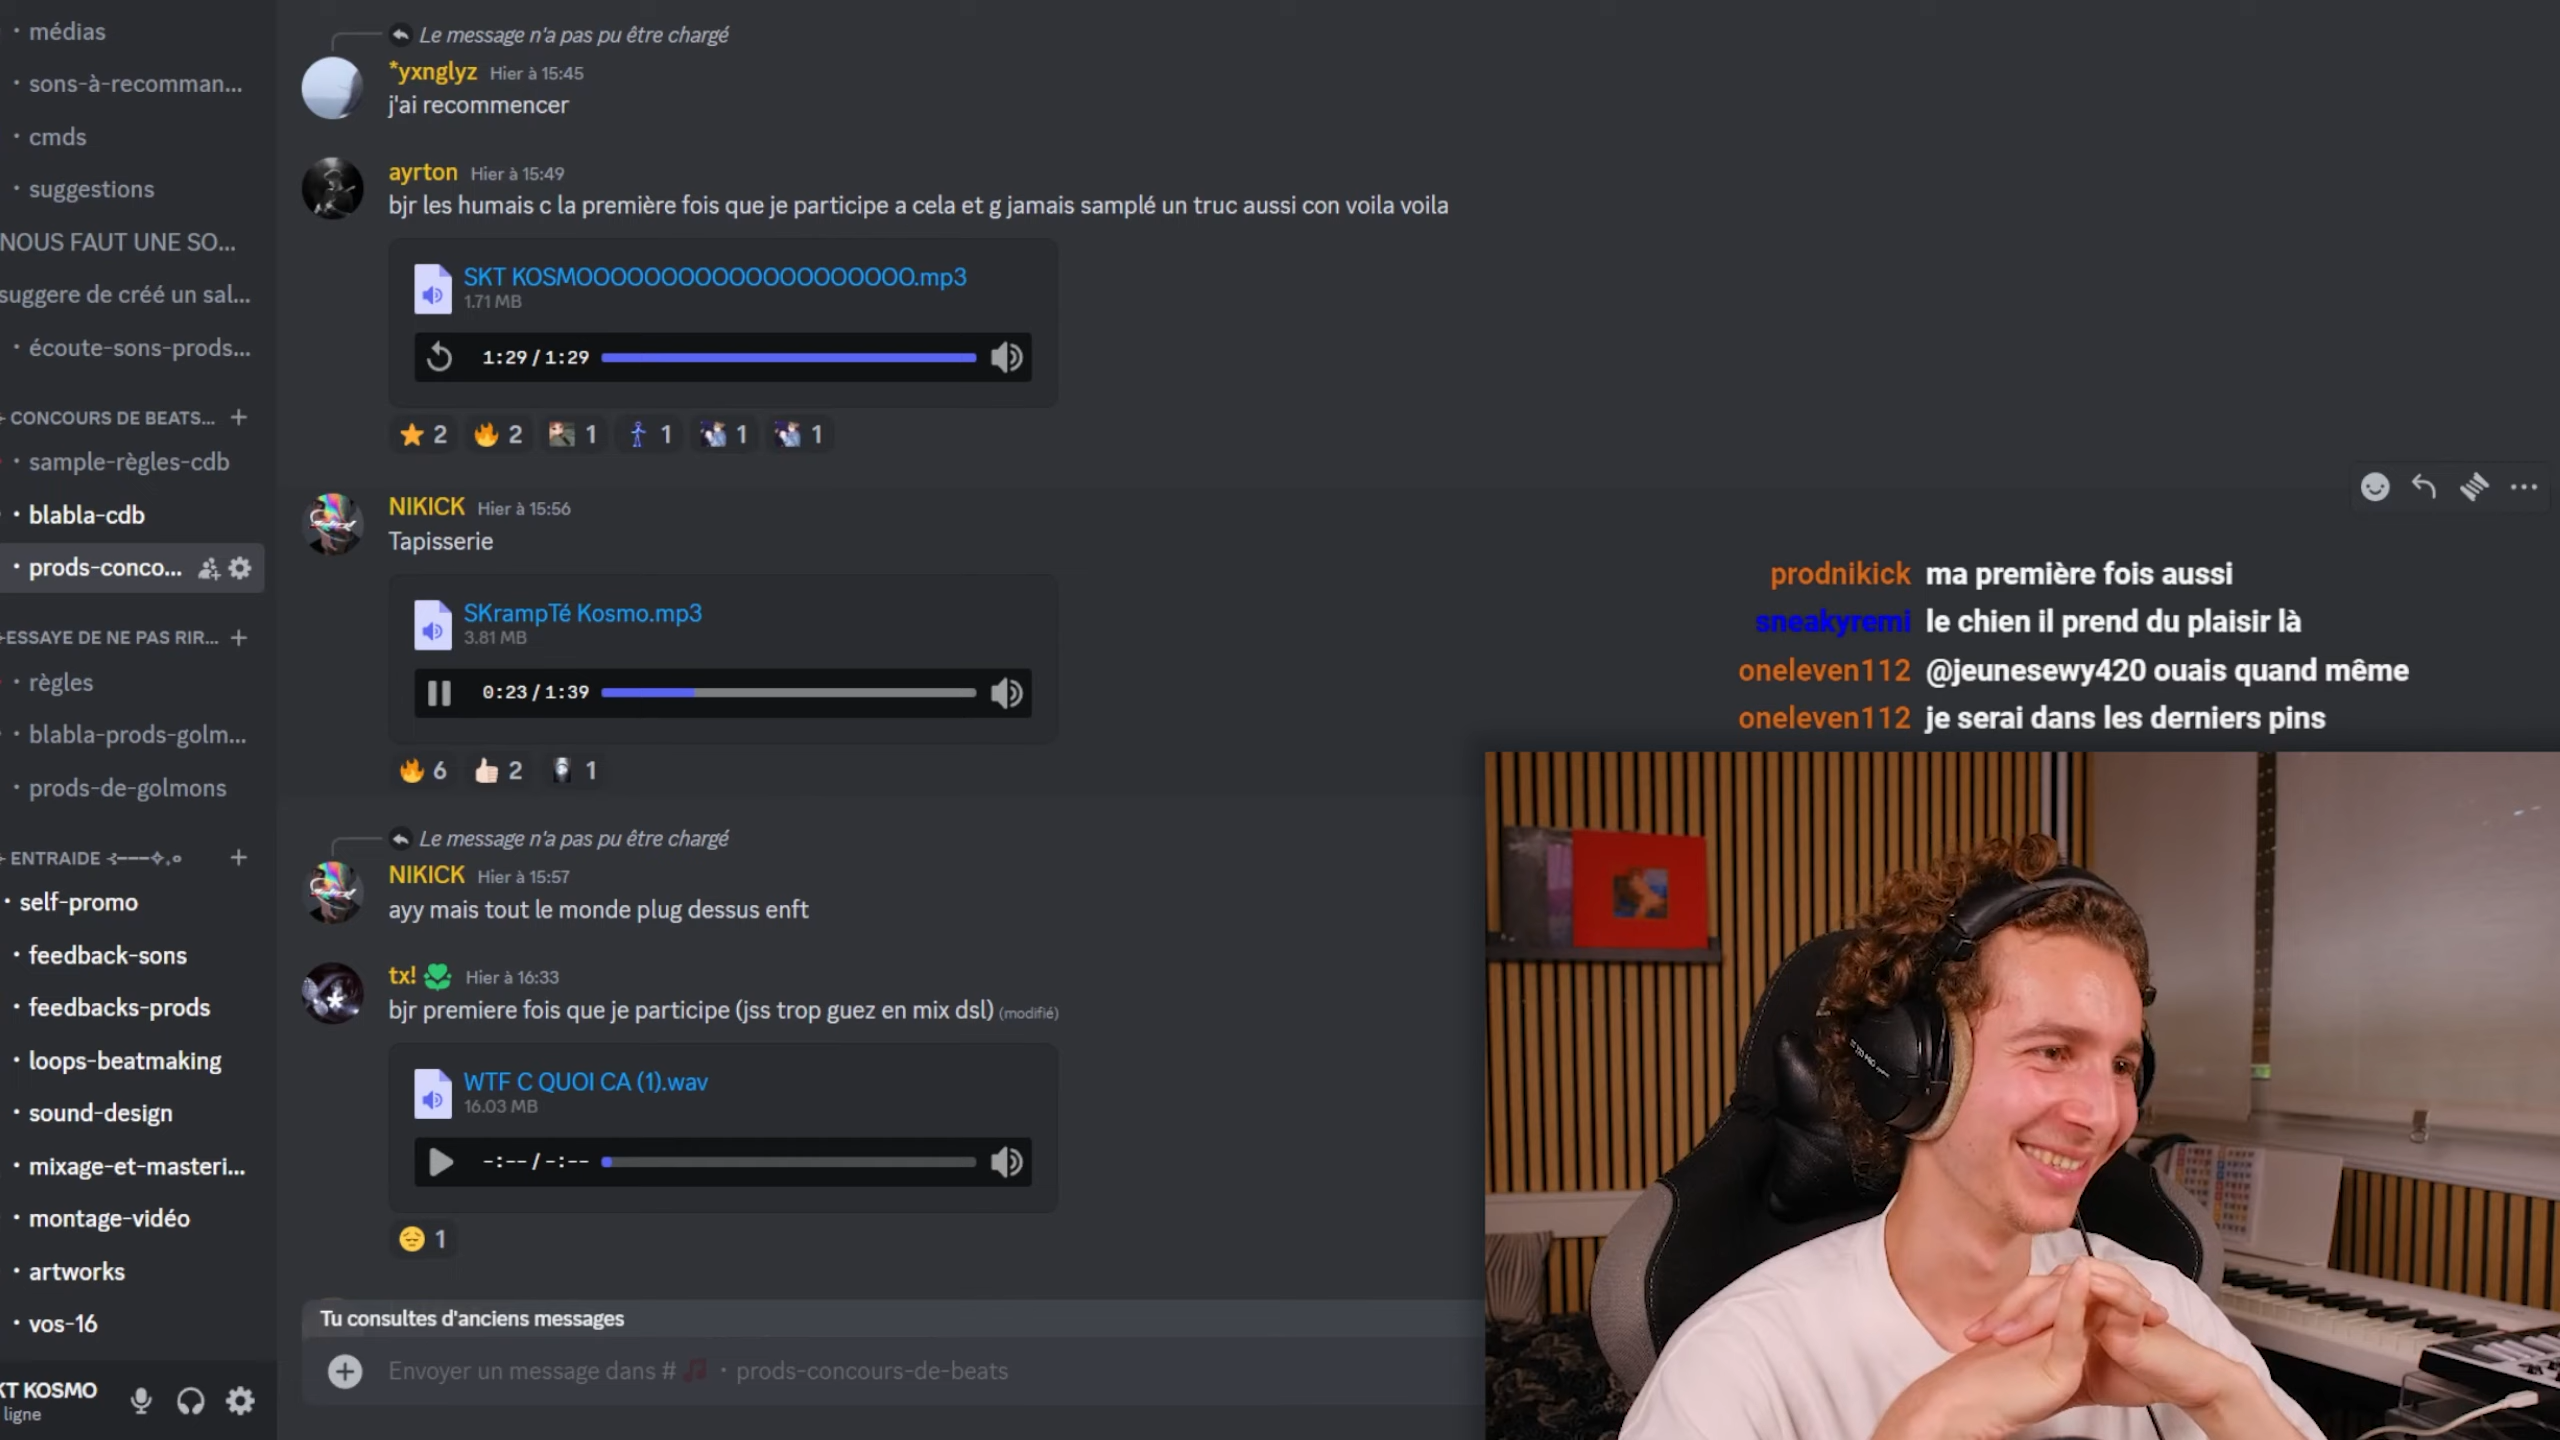 médias
sons-à-recomman...
cmds
suggestions
NOUS FAUT UNE SO...
suggere de créé un sal...
écoute-sons-prods...
CONCOURS DE BEATS...
sample-règles-cdb
blabla-cdb
prods-conco...
ESSAYE DE NE PAS RIR...
règles
blabla-prods-golm...
prods-de-golmons
ENTRAIDE
self-promo
feedback-sons
feedbacks-prods
loops-beatmaking
sound-design
mixage-et-masteri...
montage-vidéo
artworks
vos-16
KT KOSMO
ligne
Le message n'a pas pu être chargé
*yxnglyz Hier à 15:45
j'ai recommencer
ayrton Hier à 15:49
bjr les humais c la première fois que je participe a cela et g jamais samplé un truc aussi con voila voila
SKT KOSMOOOOOOOOOOOOOOOOOOOOO.mp3
1.71 MB
1:29 / 1:29
2 2 1 1 1 1
NIKICK Hier à 15:56
Tapisserie
SKrampTé Kosmo.mp3
3.81 MB
0:23 / 1:39
6 2 1
Le message n'a pas pu être chargé
NIKICK Hier à 15:57
ayy mais tout le monde plug dessus enft
tx! Hier à 16:33
bjr premiere fois que je participe (jss trop guez en mix dsl) (modifié)
WTF C QUOI CA (1).wav
16.03 MB
-:-- / -:--
1
Tu consultes d'anciens messages
Envoyer un message dans # · prods-concours-de-beats
prodnikick ma première fois aussi
sneakyremi le chien il prend du plaisir là
oneleven112 @jeunesewy420 ouais quand même
oneleven112 je serai dans les derniers pins